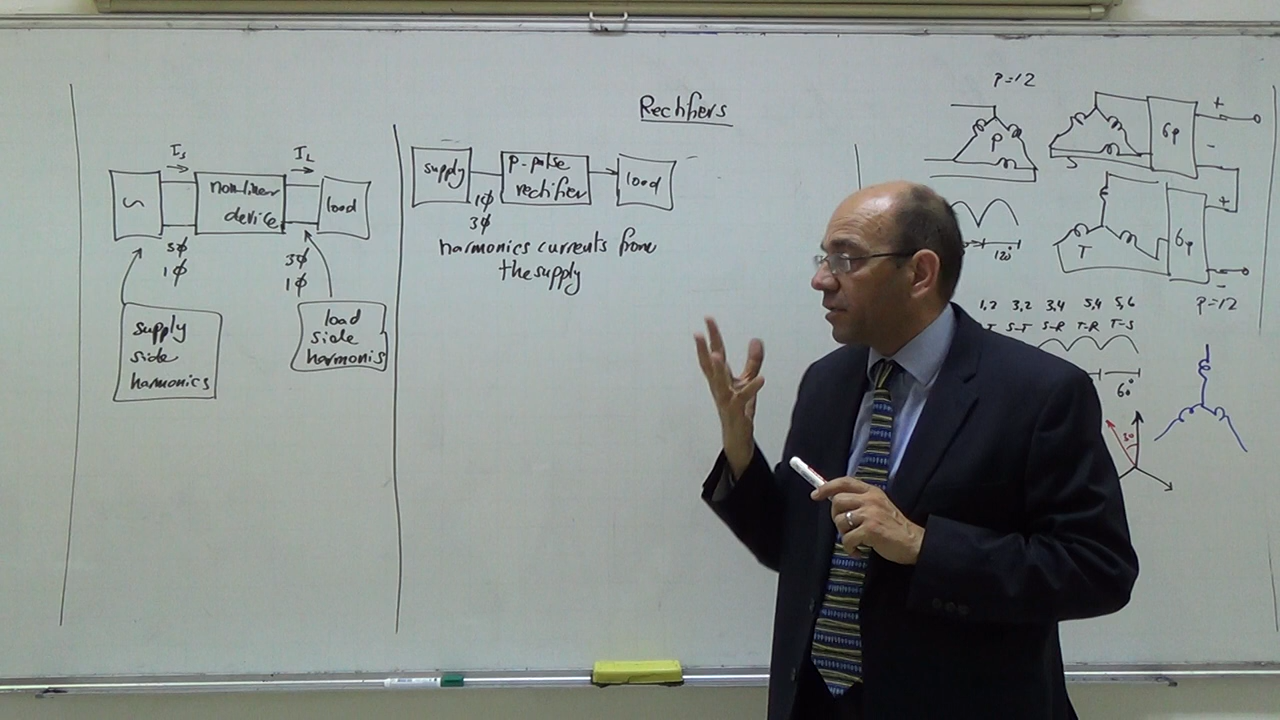 Rectifiers
Is
IL
~
non-linear
device
load
3φ
1φ
3φ
1φ
supply
side
harmonics
load
side
harmonis
supply
p-pulse
rectifier
load
1φ
3φ
harmonics currents from
the supply
P=12
P
S
6p
+
-
T
6p
+
-
120°
1,2 3,2 3,4 5,4 5,6
S-T S-R T-R T-S
60°
P=12
30